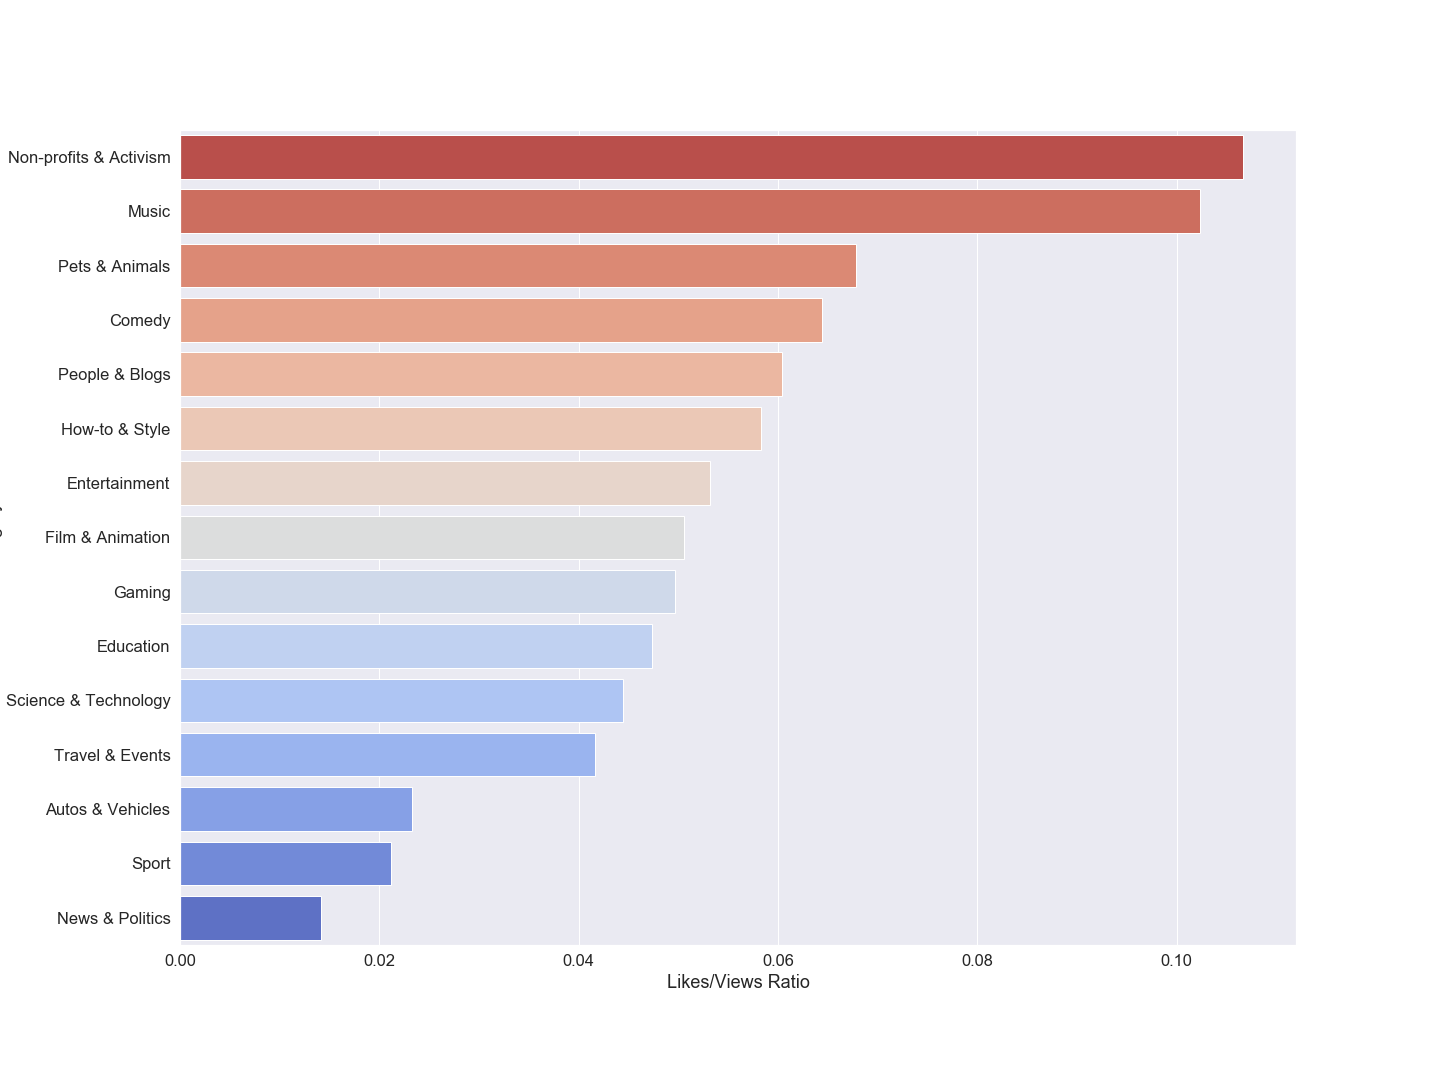 Non-profits & Activism
Music
Pets & Animals
Comedy
People & Blogs
How-to & Style
Entertainment
Film & Animation
Gaming
Education
Science & Technology
Travel & Events
Autos & Vehicles
Sport
News & Politics
0.00 0.02 0.04 0.06 0.08 0.10
Likes/Views Ratio